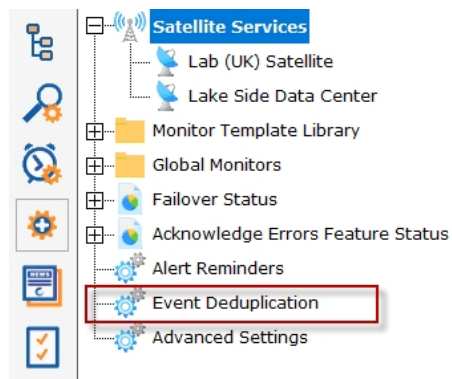 Satellite Services
Lab (UK) Satellite
Lake Side Data Center
Monitor Template Library
Global Monitors
Failover Status
Acknowledge Errors Feature Status
Alert Reminders
Event Deduplication
Advanced Settings
NEWS